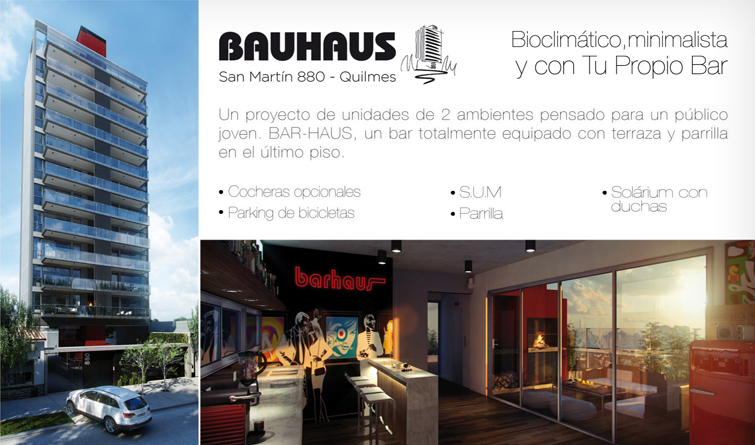 BAUHAUS
San Martín 880 - Quilmes
Bioclimático, minimalista
y con Tu Propio Bar
Un proyecto de unidades de 2 ambientes pensado para un público
joven. BAR-HAUS, un bar totalmente equipado con terraza y parrilla
en el último piso.
• Cocheras opcionales
• Parking de bicicletas
• S.U.M
• Parrilla
• Solárium con
duchas
barhaus